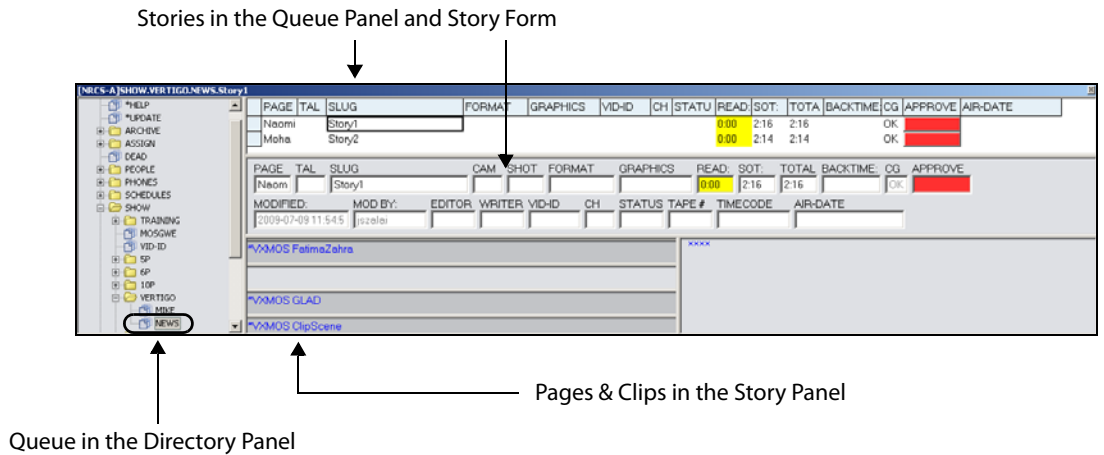 Stories in the Queue Panel and Story Form
[NRCS-A]SHOW.VERTIGO.NEWS.Story1
*HELP
*UPDATE
ARCHIVE
ASSIGN
DEAD
PEOPLE
PHONES
SCHEDULES
SHOW
TRAINING
MOSGWE
VID-ID
5P
6P
10P
VERTIGO
MIKE
NEWS
PAGE TAL SLUG FORMAT GRAPHICS VID-ID CH STATU READ: SOT: TOTA BACKTIME CG APPROVE AIR-DATE
Naomi Story1 0:00 2:16 2:16 OK
Moha Story2 0:00 2:14 2:14 OK
PAGE TAL SLUG CAM SHOT FORMAT GRAPHICS READ: SOT: TOTAL BACKTIME: CG APPROVE
Naom Story1 0:00 2:16 2:16 OK
MODIFIED: MOD BY: EDITOR WRITER VID-ID CH STATUS TAPE # TIMECODE AIR-DATE
2009-07-09 11:54:5 jszalai
*VXMOS FatimaZahra
*VXMOS GLAD
*VXMOS ClipScene
××××
Pages & Clips in the Story Panel
Queue in the Directory Panel